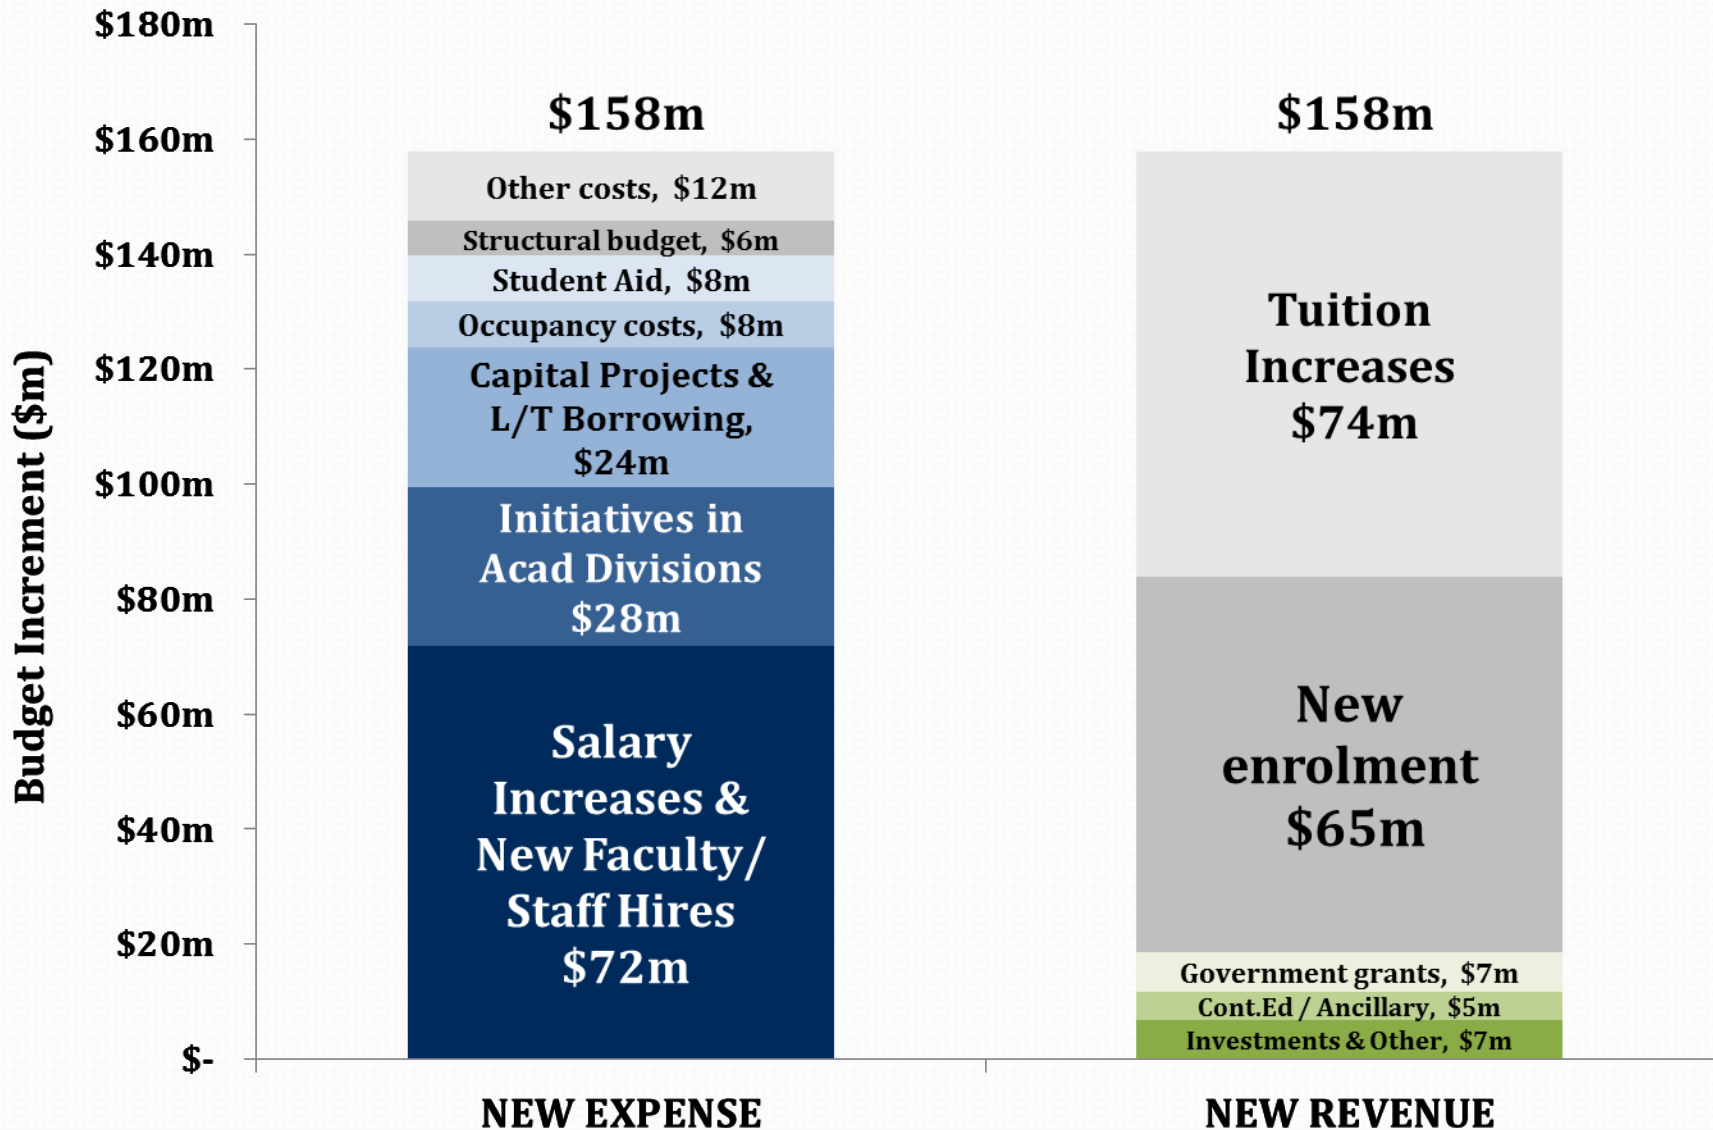 $180m
$160m
$140m
$120m
$100m
$80m
$60m
$40m
$20m
$-
Budget Increment ($m)
$158m
Other costs, $12m
Structural budget, $6m
Student Aid, $8m
Occupancy costs, $8m
Capital Projects &
L/T Borrowing,
$24m
Initiatives in
Acad Divisions
$28m
Salary
Increases &
New Faculty/
Staff Hires
$72m
NEW EXPENSE
$158m
Tuition
Increases
$74m
New
enrolment
$65m
Government grants, $7m
Cont.Ed / Ancillary, $5m
Investments & Other, $7m
NEW REVENUE